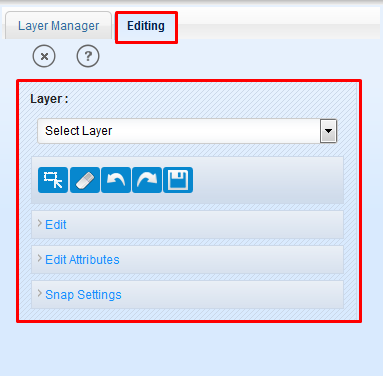 Layer Manager Editing
?
Layer :
Select Layer
Edit
Edit Attributes
Snap Settings